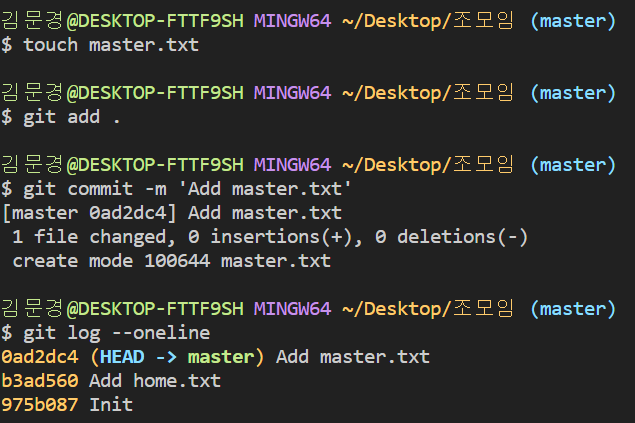 김문경@DESKTOP-FTTF9SH MINGW64 ~/Desktop/조모임 (master)
$ touch master.txt
김문경@DESKTOP-FTTF9SH MINGW64 ~/Desktop/조모임 (master)
$ git add .
김문경@DESKTOP-FTTF9SH MINGW64 ~/Desktop/조모임 (master)
$ git commit -m 'Add master.txt'
[master 0ad2dc4] Add master.txt
 1 file changed, 0 insertions(+), 0 deletions(-)
 create mode 100644 master.txt
김문경@DESKTOP-FTTF9SH MINGW64 ~/Desktop/조모임 (master)
$ git log --oneline
0ad2dc4 (HEAD -> master) Add master.txt
b3ad560 Add home.txt
975b087 Init